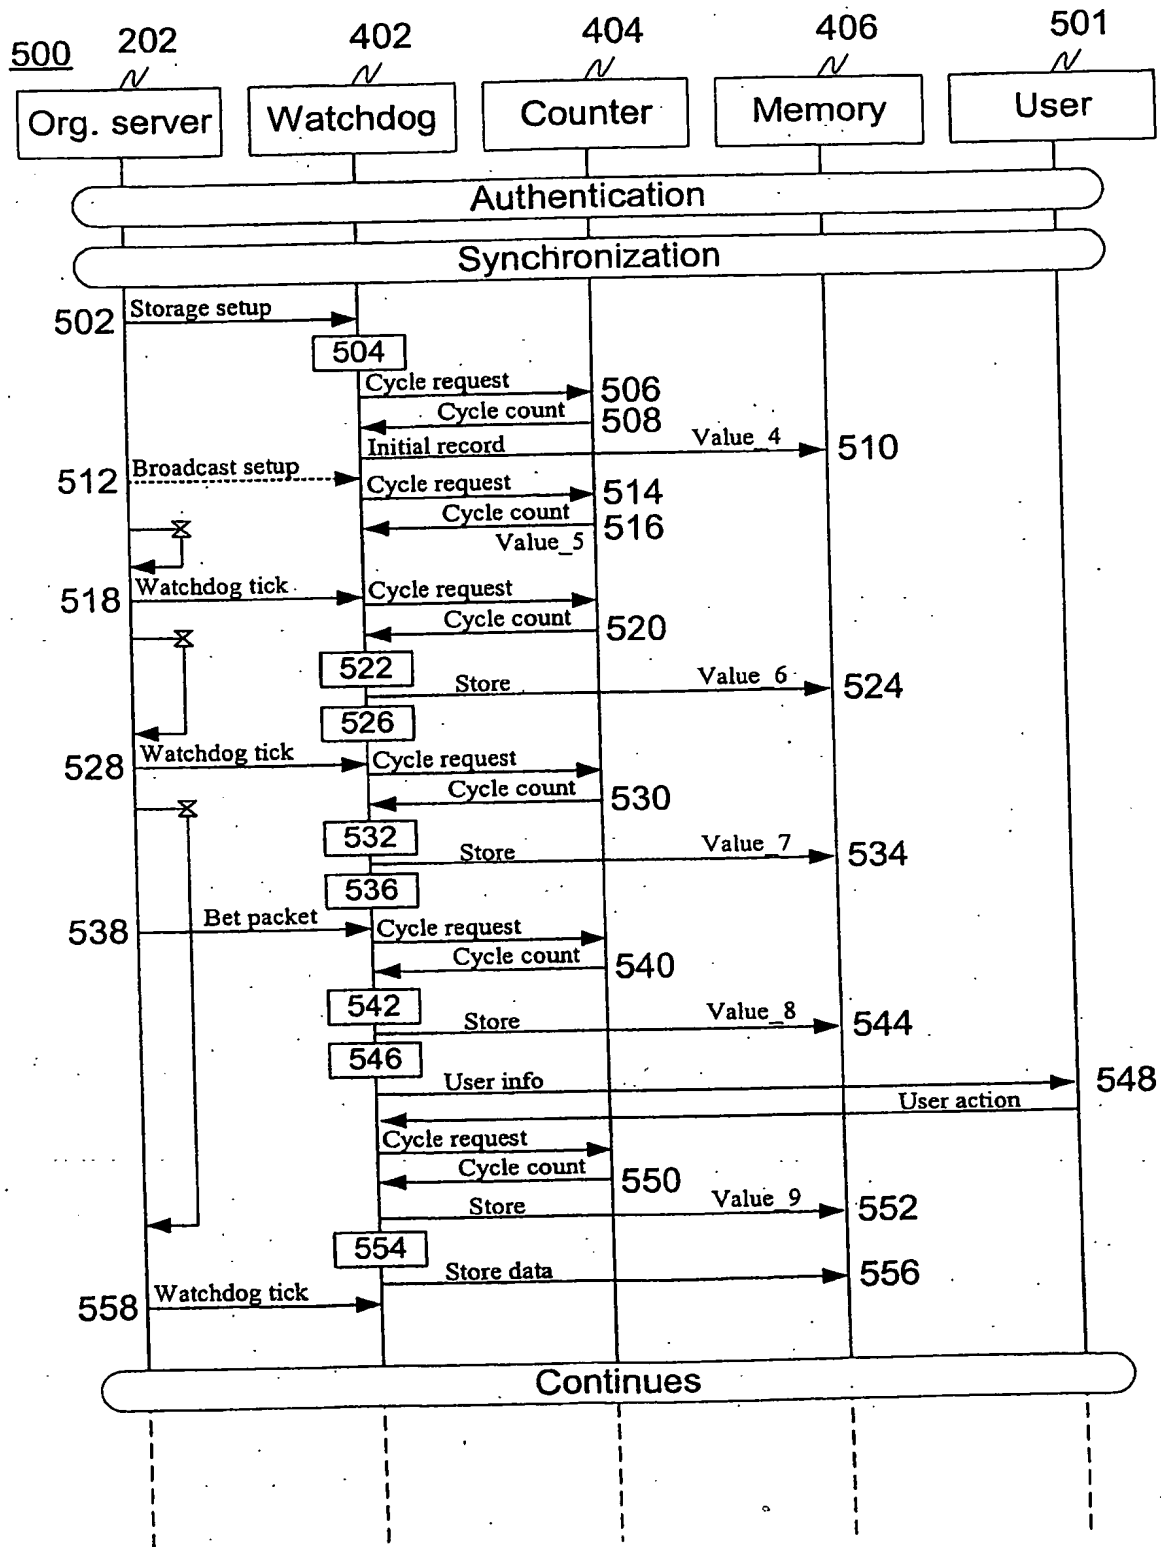 500 202 402 404 406 501
Org. server Watchdog Counter Memory User
Authentication
Synchronization
502 Storage setup
504
Cycle request 506
Cycle count 508
Initial record Value_4 510
512 Broadcast setup
Cycle request 514
Cycle count 516
Value_5
518 Watchdog tick Cycle request
Cycle count 520
522
Store Value_6 524
526
528 Watchdog tick Cycle request
Cycle count 530
532
Store Value_7 534
536
538 Bet packet Cycle request
Cycle count 540
542
Store Value_8 544
546
User info 548
User action
Cycle request
Cycle count 550
Store Value_9 552
554
Store data 556
558 Watchdog tick
Continues